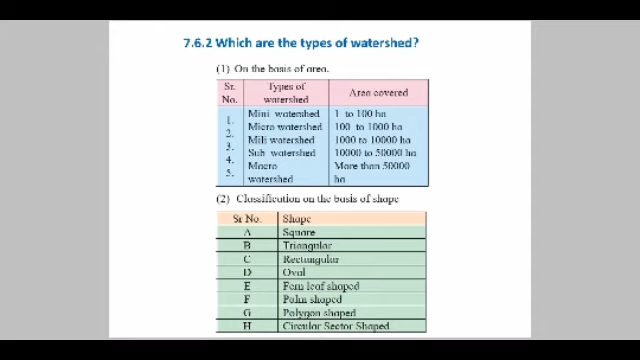 7.6.2 Which are the types of watershed?
(1) On the basis of area.
Sr. No. Types of watershed Area covered
1. Mini watershed 1 to 100 ha
2. Micro watershed 100 to 1000 ha
3. Mili watershed 1000 to 10000 ha
4. Sub watershed 10000 to 50000 ha
5. Macro watershed More than 50000 ha
(2) Classification on the basis of shape
Sr No. Shape
A Square
B Triangular
C Rectangular
D Oval
E Fern leaf shaped
F Palm shaped
G Polygon shaped
H Circular Sector Shaped